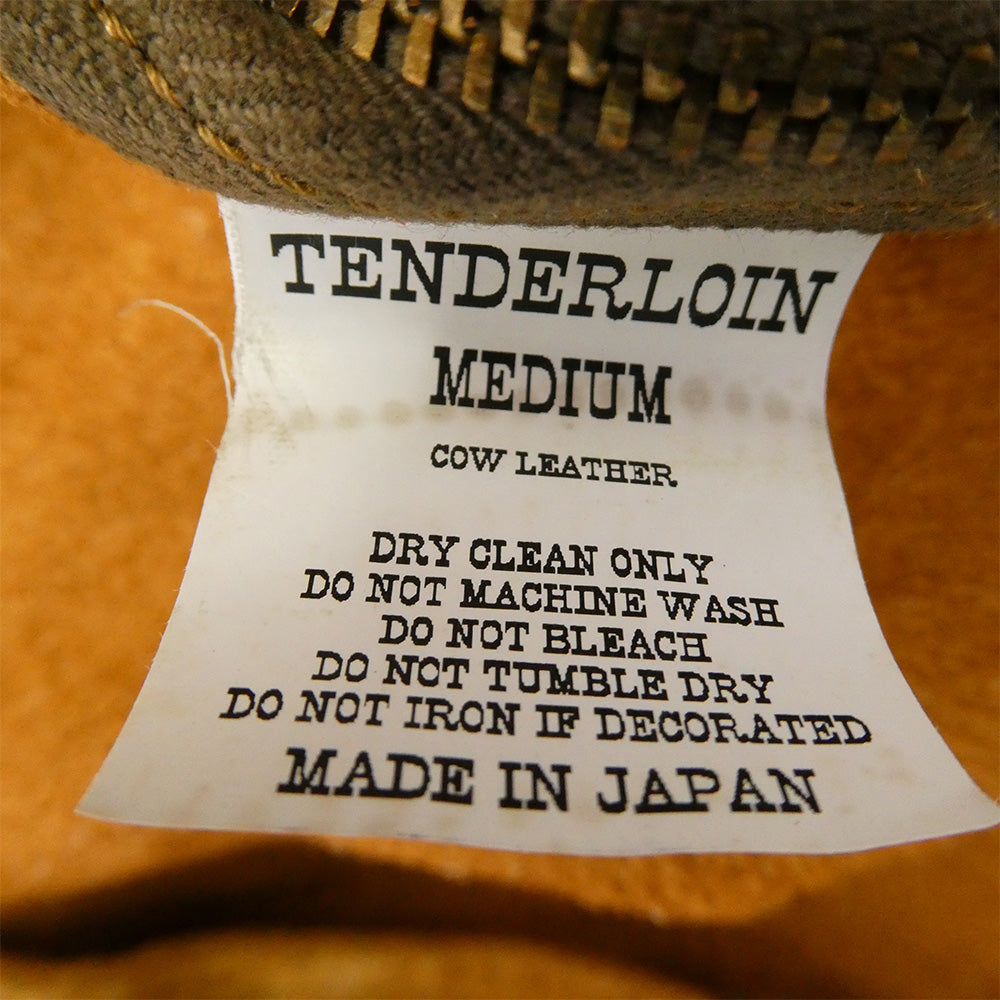 TENDERLOIN
MEDIUM
COW LEATHER
DRY CLEAN ONLY
DO NOT MACHINE WASH
DO NOT BLEACH
DO NOT TUMBLE DRY
DO NOT IRON IF DECORATED
MADE IN JAPAN